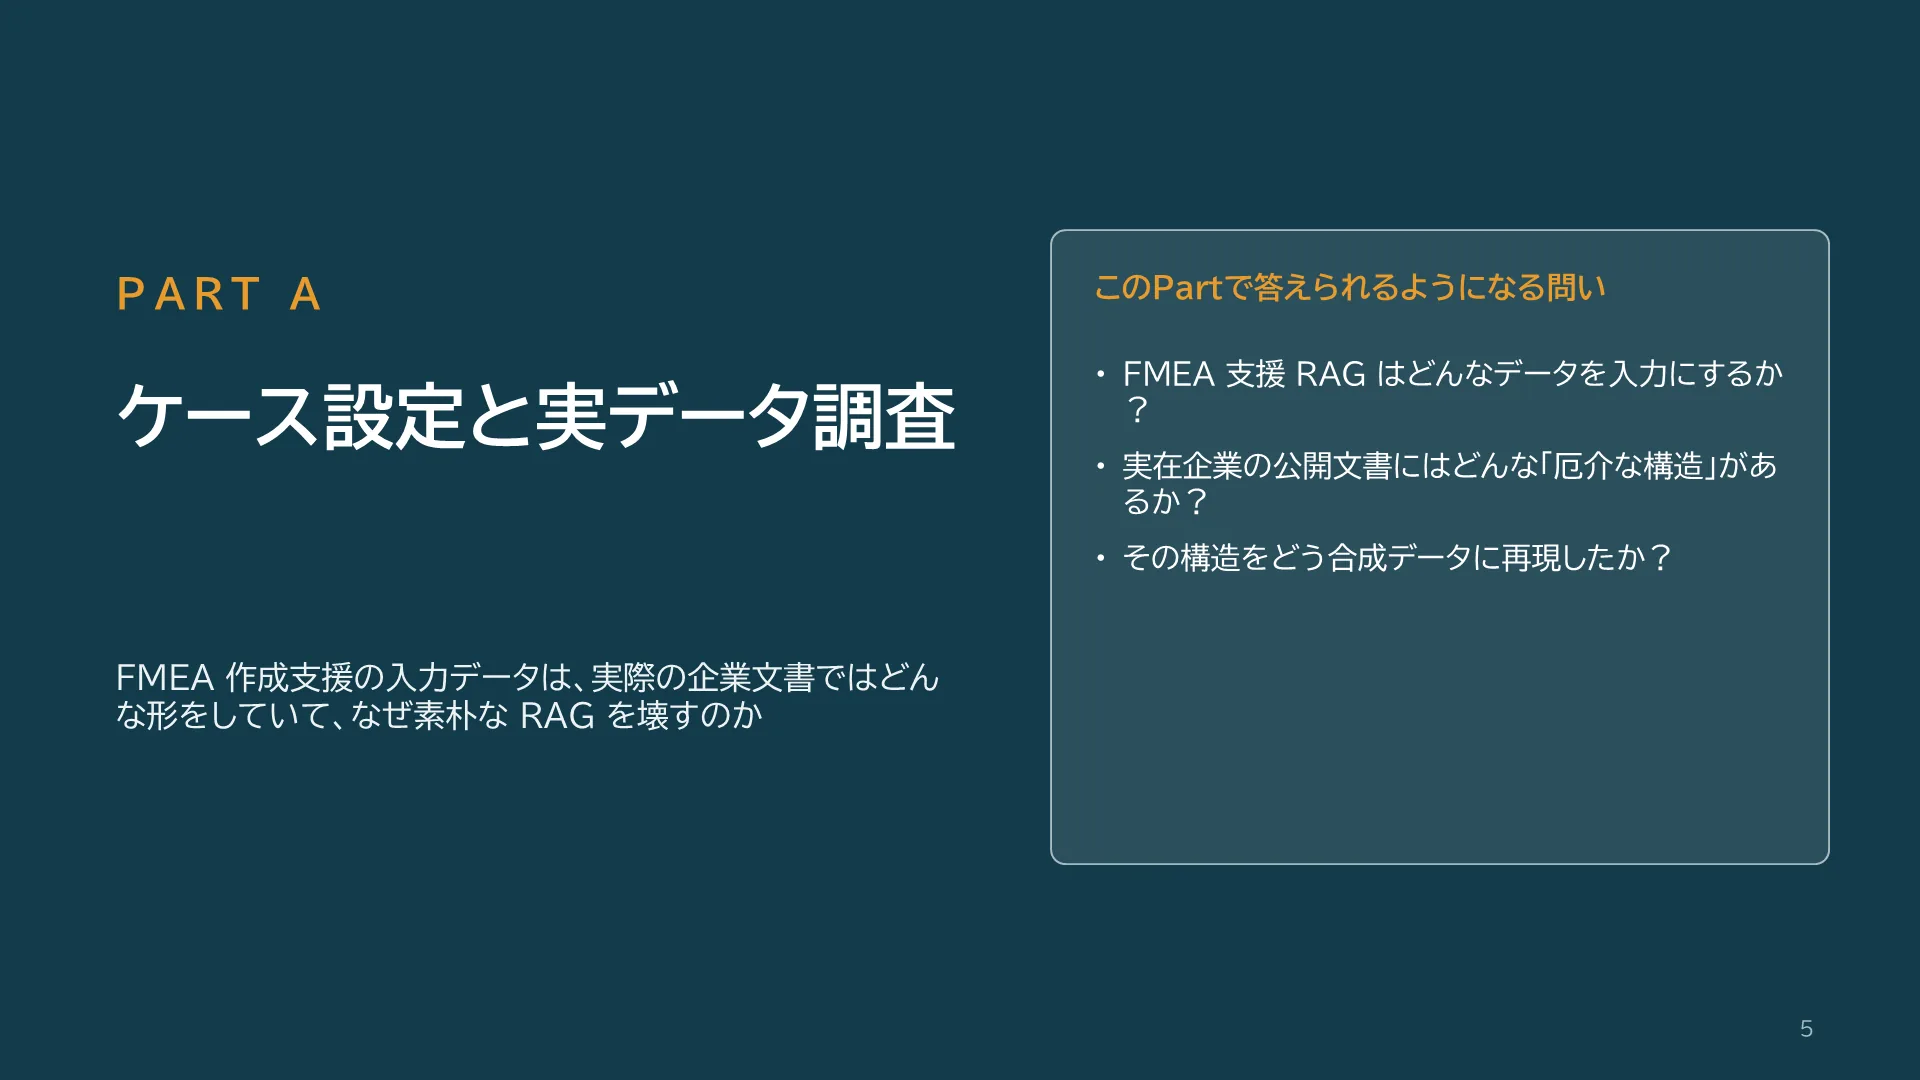 PART A
ケース設定と実データ調査
FMEA 作成支援の入力データは、実際の企業文書ではどん
な形をしていて、なぜ素朴な RAG を壊すのか
このPartで答えられるようになる問い
• FMEA 支援 RAG はどんなデータを入力にするか
？
• 実在企業の公開文書にはどんな「厄介な構造」があ
るか？
• その構造をどう合成データに再現したか？
5